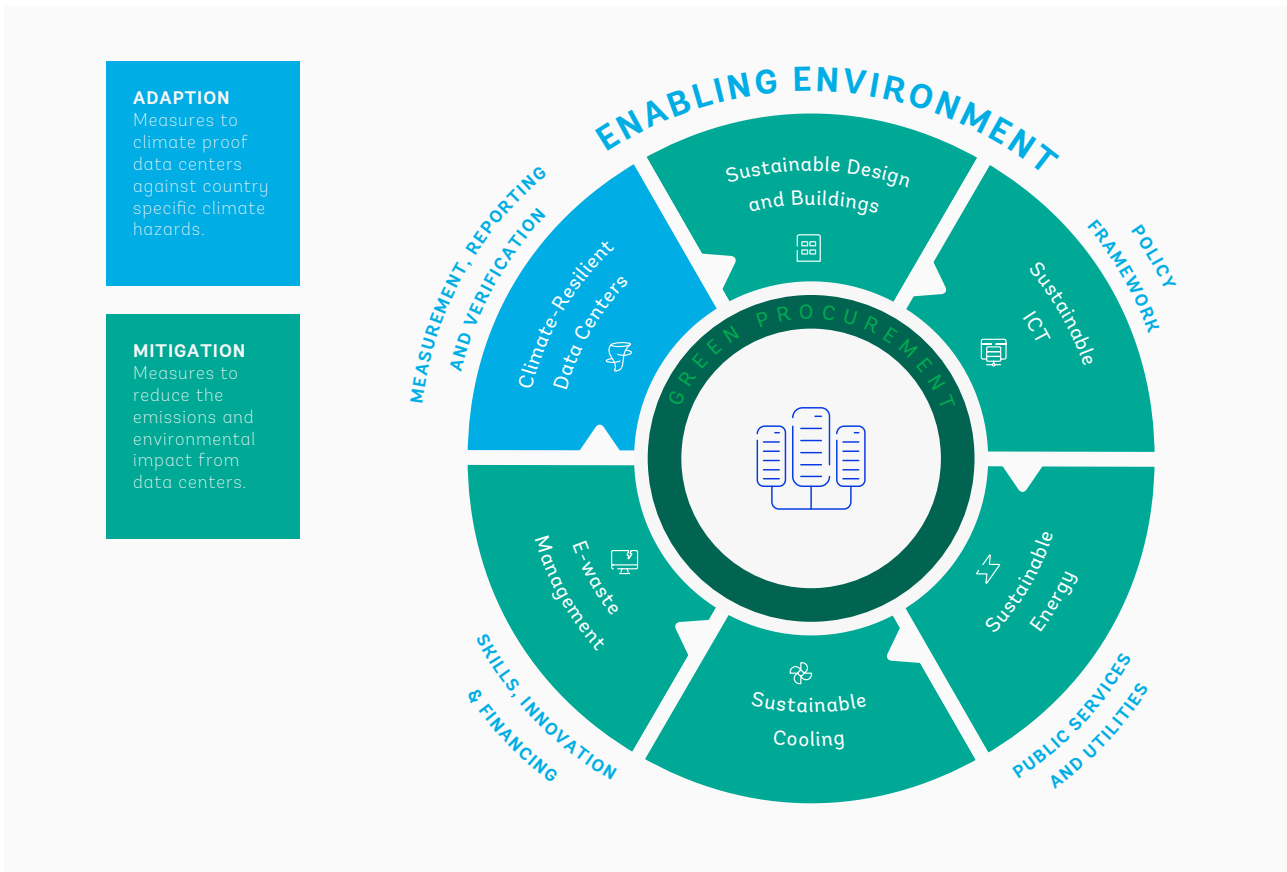 ADAPTION
Measures to
climate proof
data centers
against country
specific climate
hazards.
MITIGATION
Measures to
reduce the
emissions and
environmental
impact from
data centers.
ENABLING ENVIRONMENT
MEASUREMENT, REPORTING
AND VERIFICATION
POLICY
FRAMEWORK
PUBLIC SERVICES
AND UTILITIES
SKILLS, INNOVATION
& FINANCING
Sustainable Design
and Buildings
Sustainable
ICT
Sustainable
Energy
Sustainable
Cooling
E-waste
Management
Climate-Resilient
Data Centers
GREEN PROCUREMENT